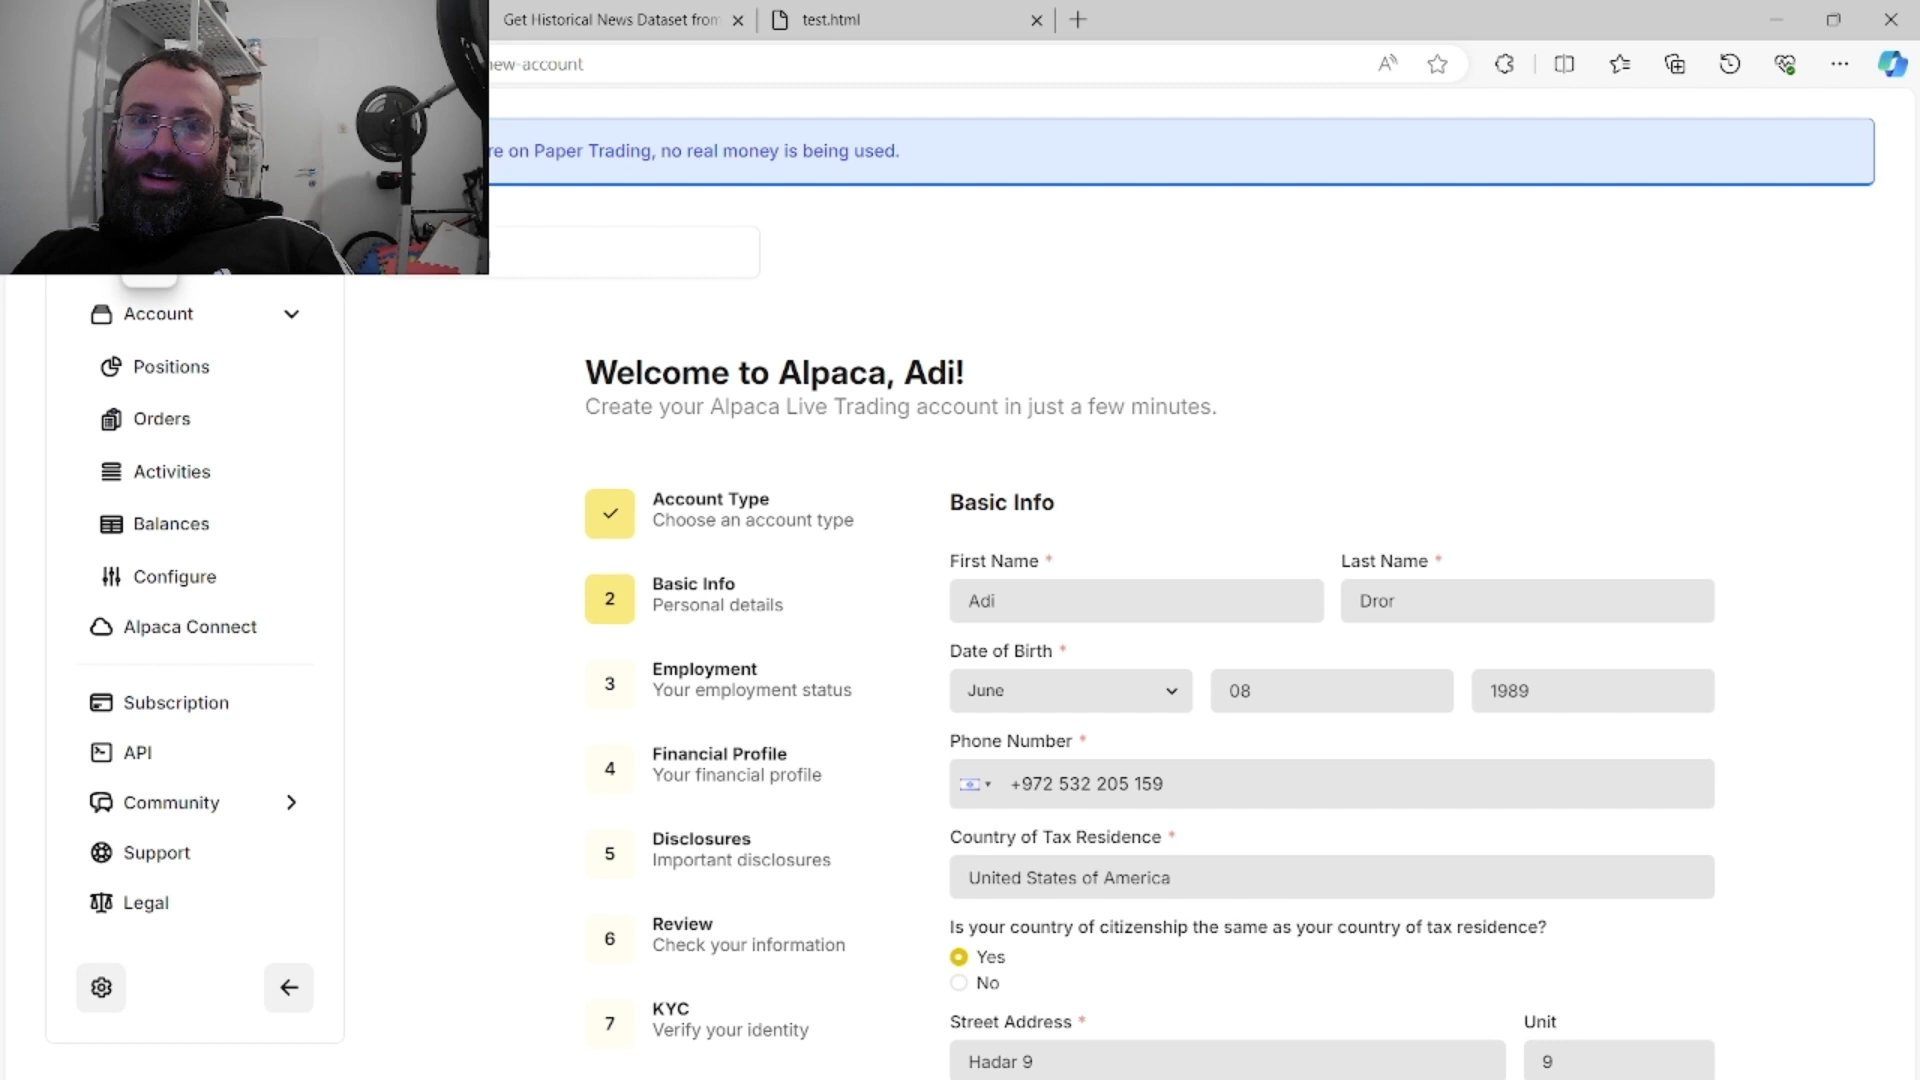 Get Historical News Dataset from
test.html
ew-account
re on Paper Trading, no real money is being used.
Account
Positions
Orders
Activities
Balances
Configure
Alpaca Connect
Subscription
API
Community
Support
Legal
Welcome to Alpaca, Adi!
Create your Alpaca Live Trading account in just a few minutes.
Account Type
Choose an account type
2
Basic Info
Personal details
3
Employment
Your employment status
4
Financial Profile
Your financial profile
5
Disclosures
Important disclosures
6
Review
Check your information
7
KYC
Verify your identity
Basic Info
First Name *
Last Name *
Adi
Dror
Date of Birth *
June
08
1989
Phone Number *
+972 532 205 159
Country of Tax Residence *
United States of America
Is your country of citizenship the same as your country of tax residence?
Yes
No
Street Address *
Unit
Hadar 9
9